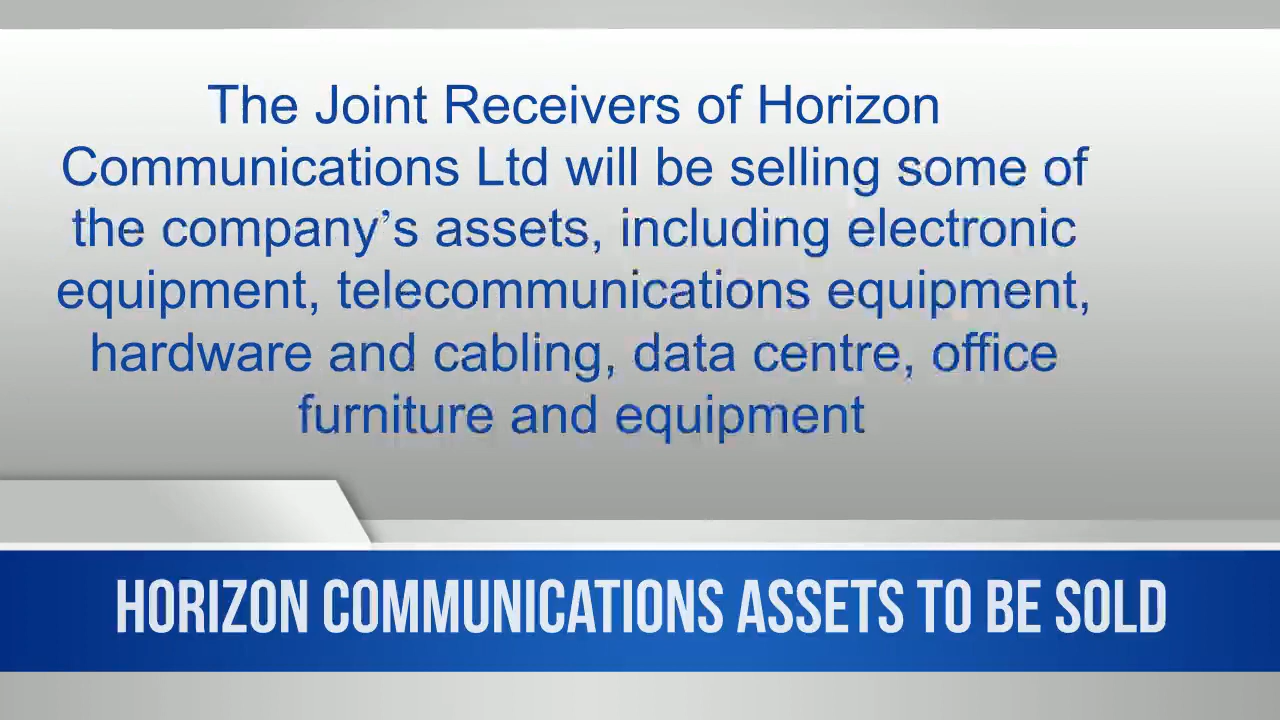 The Joint Receivers of Horizon
Communications Ltd will be selling some of
the company’s assets, including electronic
equipment, telecommunications equipment,
hardware and cabling, data centre, office
furniture and equipment
HORIZON COMMUNICATIONS ASSETS TO BE SOLD